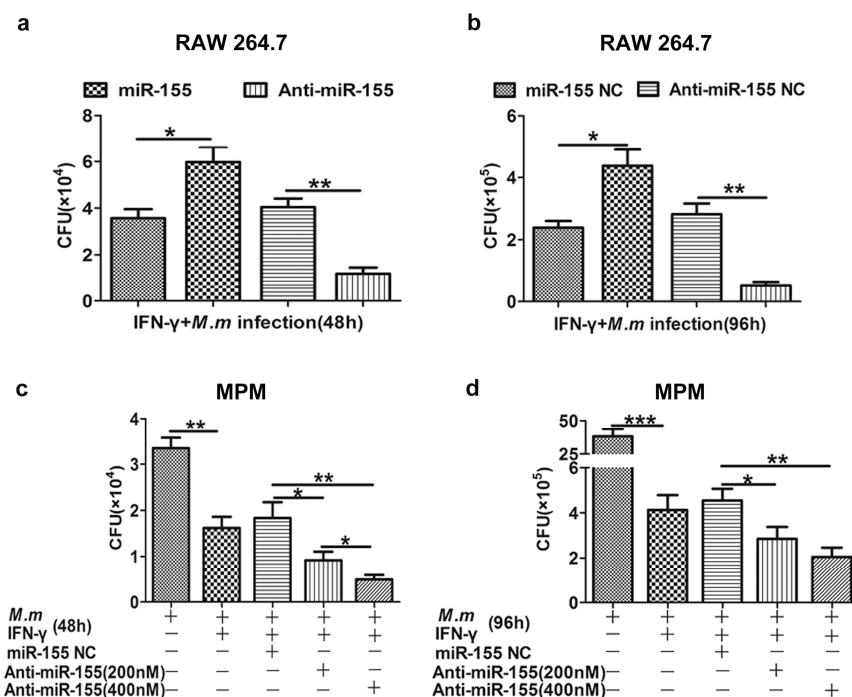 a
RAW 264.7
miR-155
Anti-miR-155
CFU(×10⁴)
8
6
4
2
0
*
**
IFN-γ+M.m infection(48h)
b
RAW 264.7
miR-155 NC
Anti-miR-155 NC
CFU(×10⁵)
6
4
2
0
*
**
IFN-γ+M.m infection(96h)
c
MPM
CFU(×10⁴)
4
3
2
1
0
**
**
*
*
M.m + + + + +
IFN-γ (48h) − + + + +
miR-155 NC − − + − −
Anti-miR-155(200nM) − − − + −
Anti-miR-155(400nM) − − − − +
d
MPM
CFU(×10⁵)
50
25
6
4
2
0
***
**
*
M.m + + + + +
IFN-γ (96h) − + + + +
miR-155 NC − − + − −
Anti-miR-155(200nM) − − − + −
Anti-miR-155(400nM) − − − − +